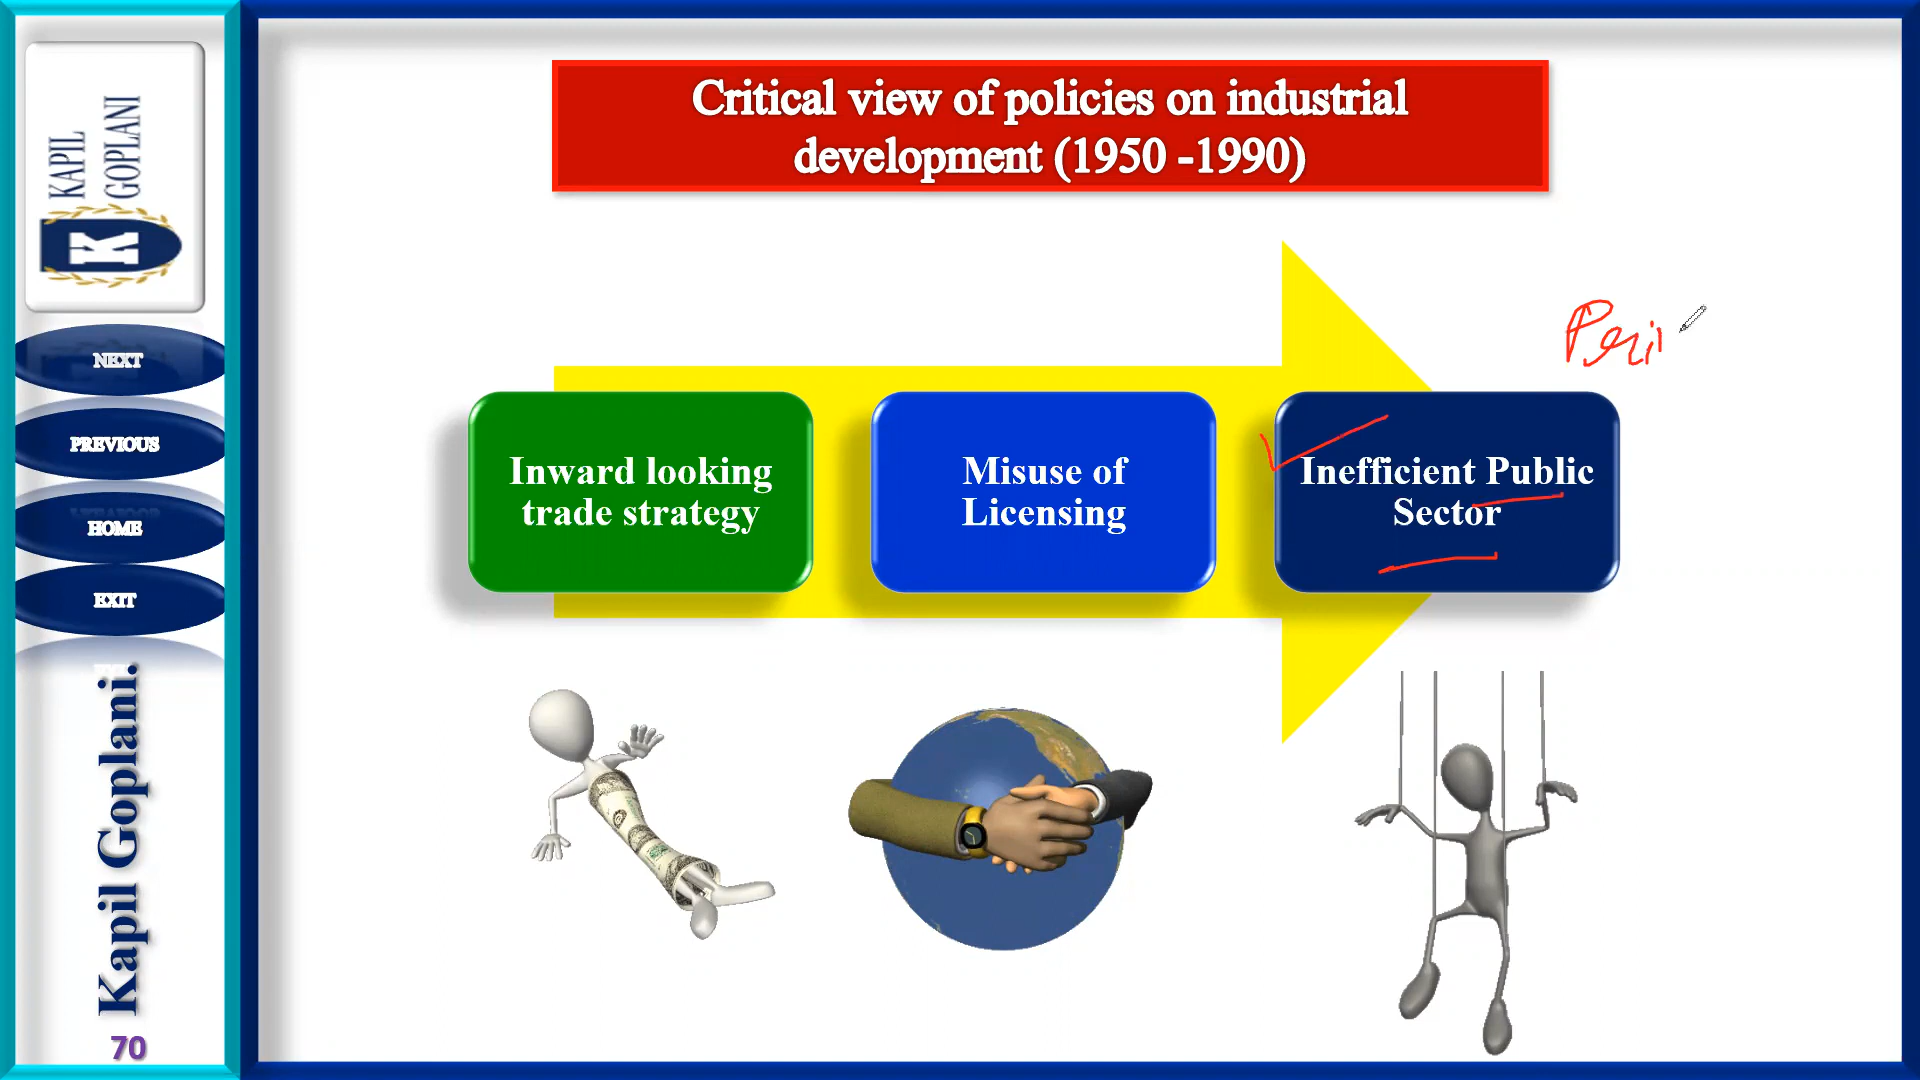 KAPIL
GOPLANI
K
NEXT
PREVIOUS
HOME
EXIT
Kapil Goplani.
70
Critical view of policies on industrial
development (1950 -1990)
Inward looking
trade strategy
Misuse of
Licensing
Inefficient Public
Sector